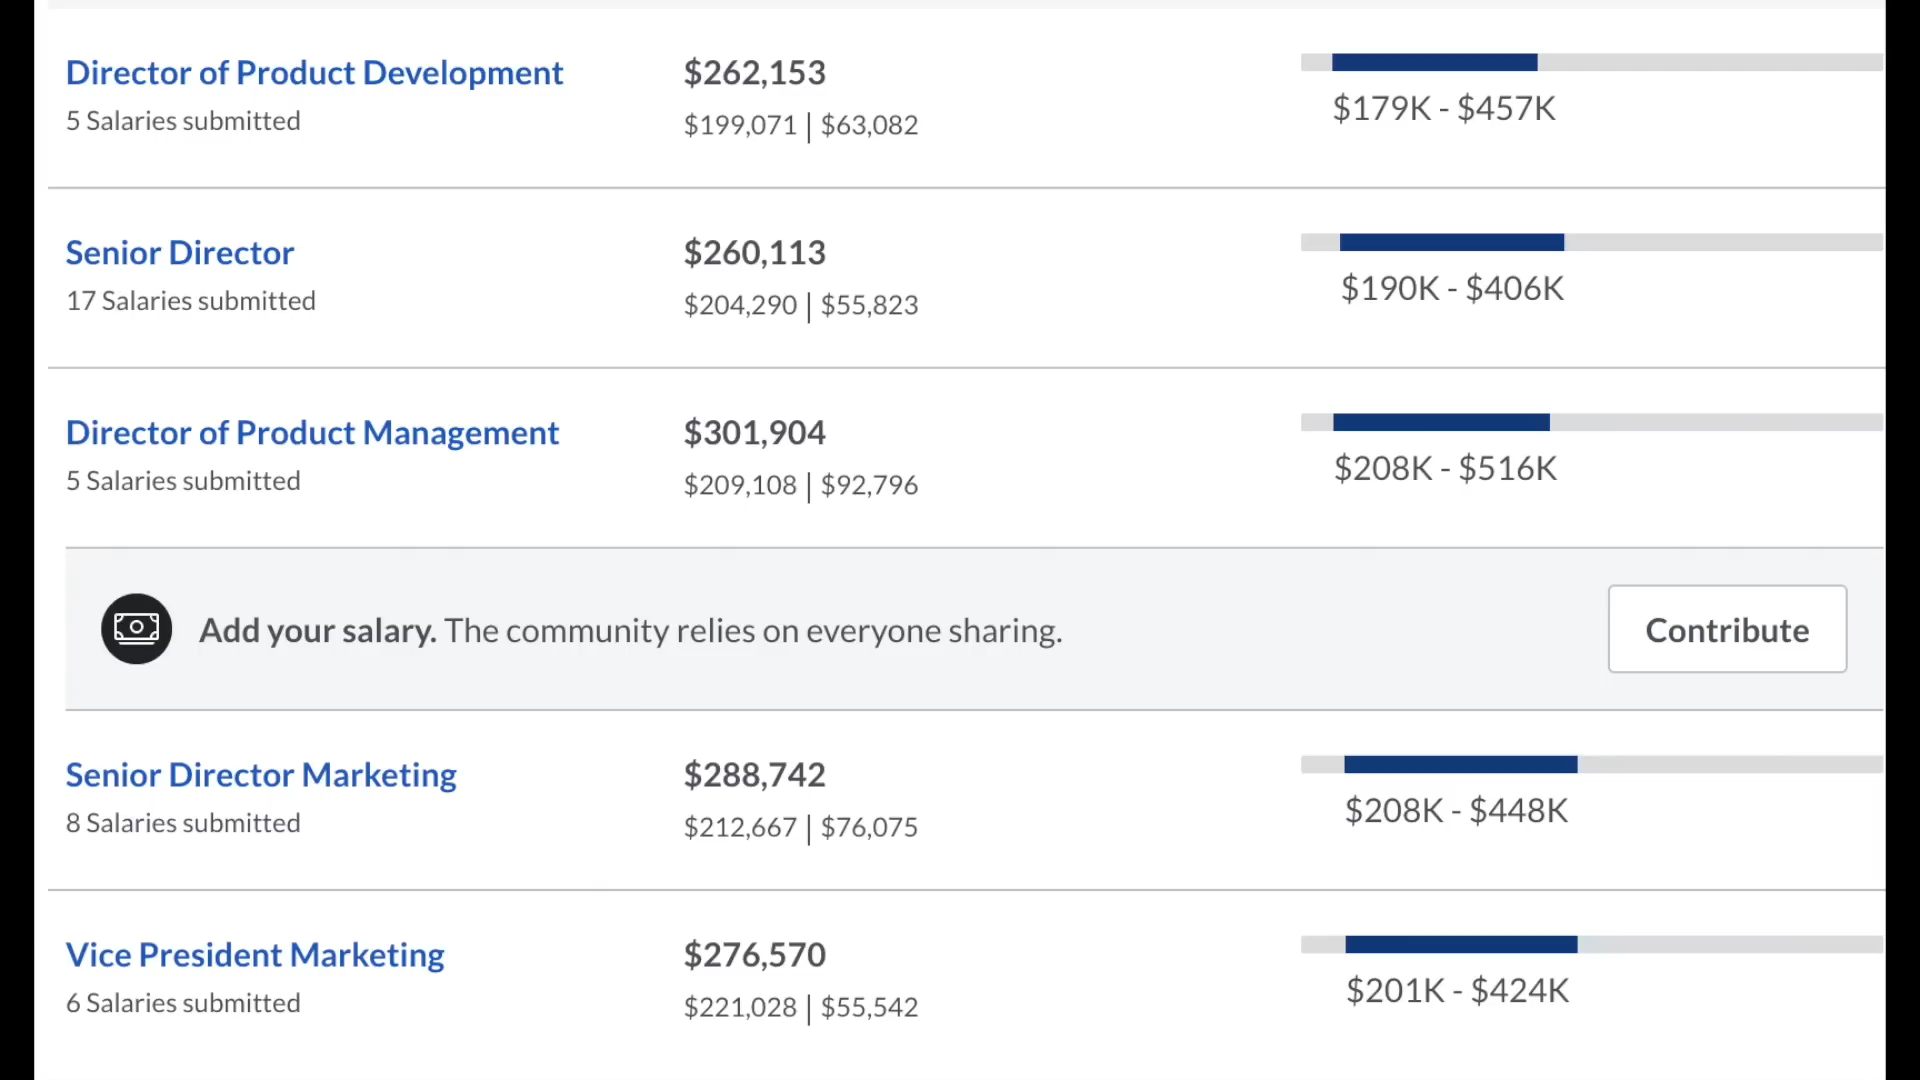 Director of Product Development
$262,153
$179K - $457K
5 Salaries submitted
$199,071 | $63,082
Senior Director
$260,113
$190K - $406K
17 Salaries submitted
$204,290 | $55,823
Director of Product Management
$301,904
$208K - $516K
5 Salaries submitted
$209,108 | $92,796
Add your salary. The community relies on everyone sharing.
Contribute
Senior Director Marketing
$288,742
$208K - $448K
8 Salaries submitted
$212,667 | $76,075
Vice President Marketing
$276,570
$201K - $424K
6 Salaries submitted
$221,028 | $55,542